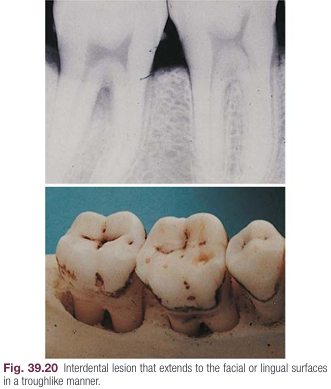 Fig. 39.20 Interdental lesion that extends to the facial or lingual surfaces
in a troughlike manner.